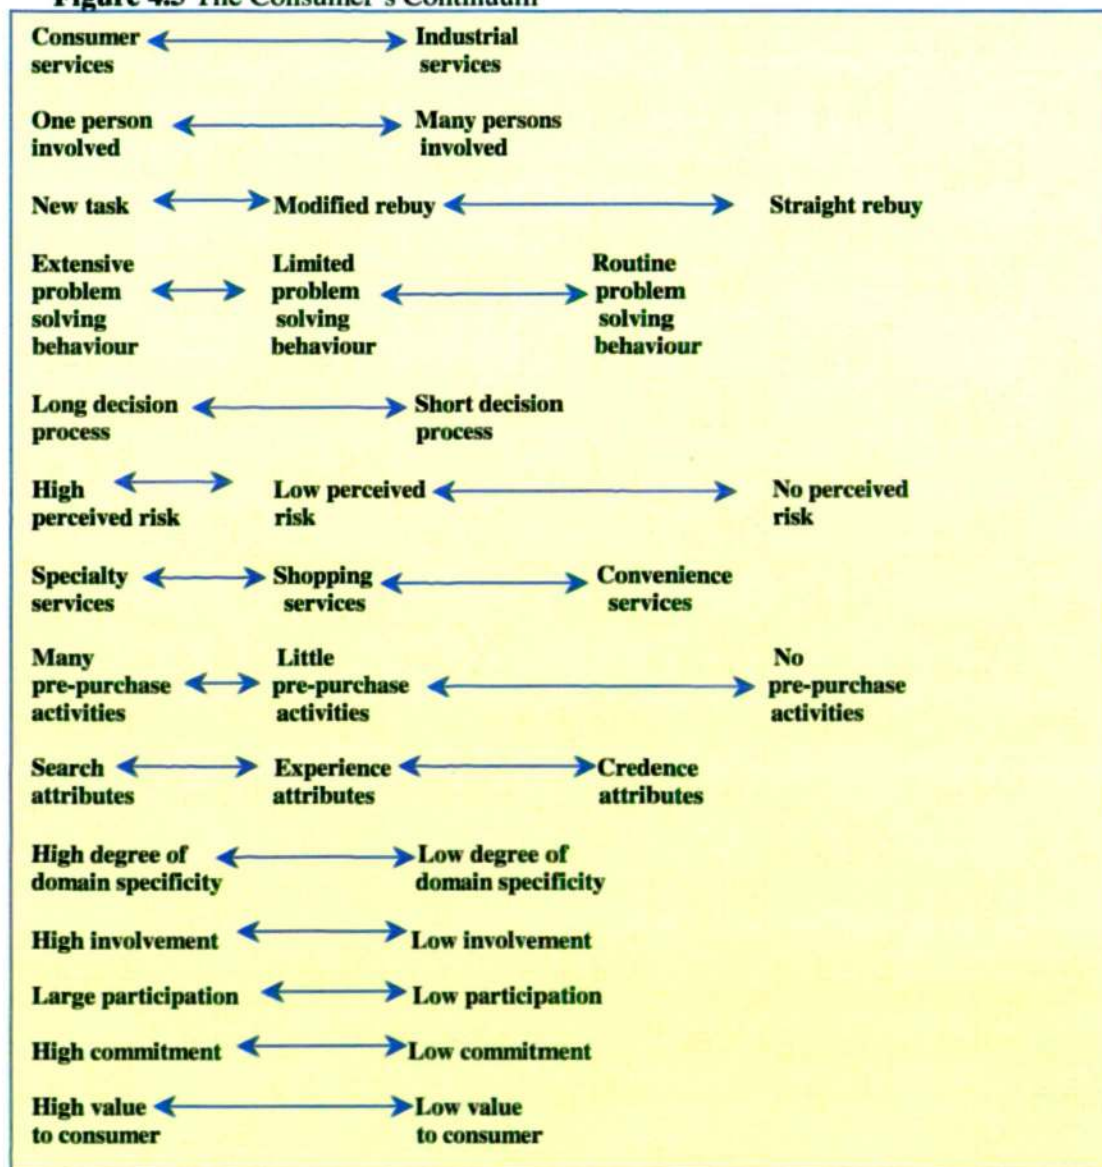 Figure 4.3 The Consumer's Continuum
Consumer Industrial
services services
One person Many persons
involved involved
New task Modified rebuy Straight rebuy
Extensive Limited Routine
problem problem problem
solving solving solving
behaviour behaviour behaviour
Long decision Short decision
process process
High Low perceived No perceived
perceived risk risk risk
Specialty Shopping Convenience
services services services
Many Little No
pre-purchase pre-purchase pre-purchase
activities activities activities
Search Experience Credence
attributes attributes attributes
High degree of Low degree of
domain specificity domain specificity
High involvement Low involvement
Large participation Low participation
High commitment Low commitment
High value Low value
to consumer to consumer